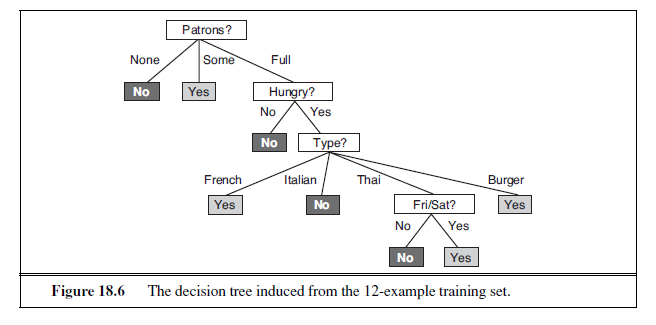 Patrons?
None Some Full
No Yes Hungry?
No Yes
No Type?
French Italian Thai Burger
Yes No Fri/Sat? Yes
No Yes
No Yes
Figure 18.6 The decision tree induced from the 12-example training set.